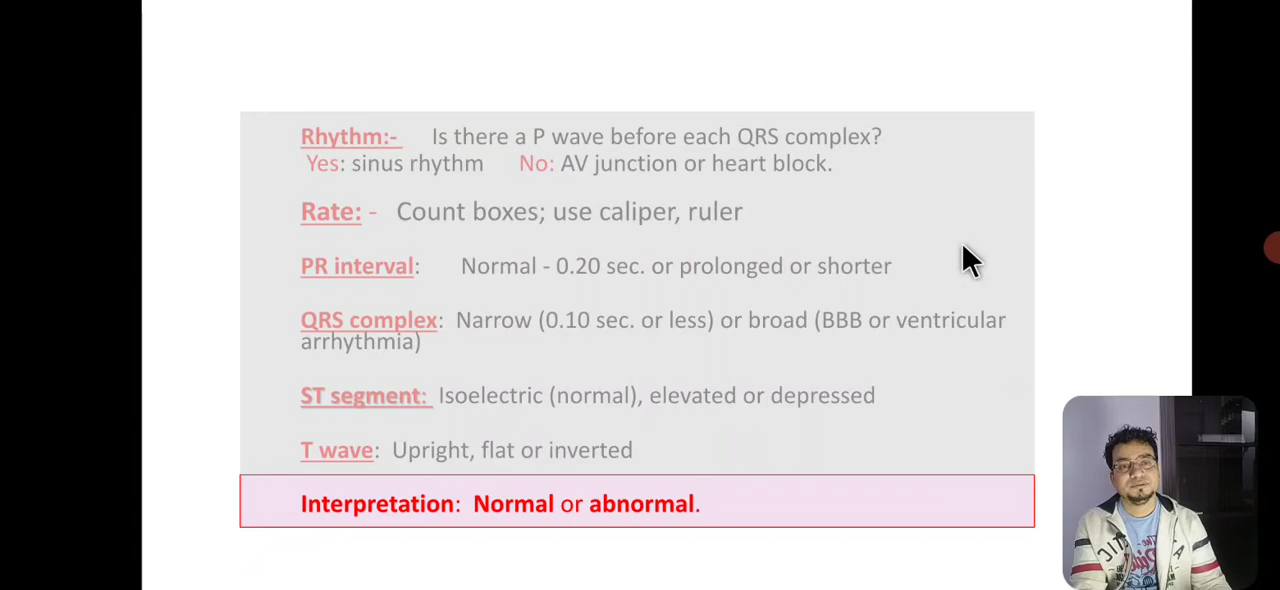 Rhythm:- Is there a P wave before each QRS complex?
Yes: sinus rhythm No: AV junction or heart block.
Rate: - Count boxes; use caliper, ruler
PR interval: Normal - 0.20 sec. or prolonged or shorter
QRS complex: Narrow (0.10 sec. or less) or broad (BBB or ventricular
arrhythmia)
ST segment: Isoelectric (normal), elevated or depressed
T wave: Upright, flat or inverted
Interpretation: Normal or abnormal.